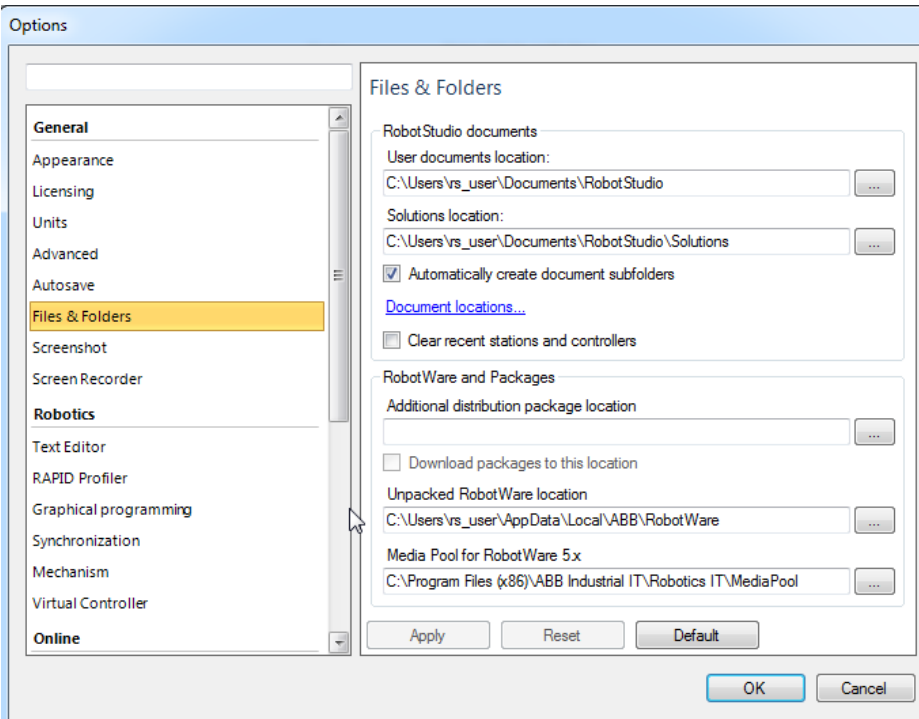 Options
General
Appearance
Licensing
Units
Advanced
Autosave
Files & Folders
Screenshot
Screen Recorder
Robotics
Text Editor
RAPID Profiler
Graphical programming
Synchronization
Mechanism
Virtual Controller
Online
Files & Folders
RobotStudio documents
User documents location:
C:\Users\rs_user\Documents\RobotStudio
...
Solutions location:
C:\Users\rs_user\Documents\RobotStudio\Solutions
...
Automatically create document subfolders
Document locations...
Clear recent stations and controllers
RobotWare and Packages
Additional distribution package location
...
Download packages to this location
Unpacked RobotWare location
C:\Users\rs_user\AppData\Local\ABB\RobotWare
...
Media Pool for RobotWare 5.x
C:\Program Files (x86)\ABB Industrial IT\Robotics IT\MediaPool
...
Apply
Reset
Default
OK
Cancel